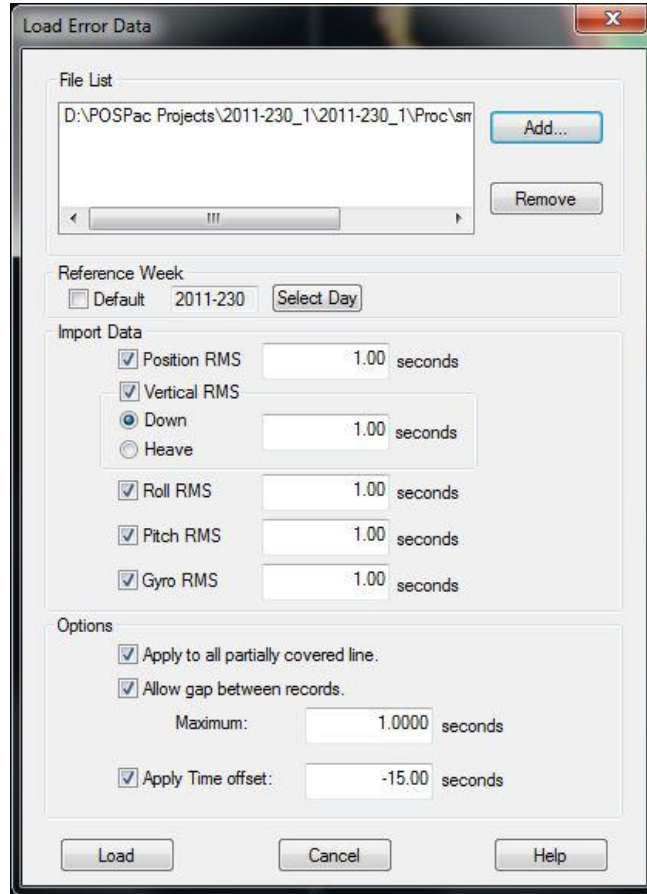 Load Error Data
File List
D:\POSPac Projects\2011-230_1\2011-230_1\Proc\sm
Add...
Remove
Reference Week
Default 2011-230 Select Day
Import Data
Position RMS 1.00 seconds
Vertical RMS
Down
1.00 seconds
Heave
Roll RMS 1.00 seconds
Pitch RMS 1.00 seconds
Gyro RMS 1.00 seconds
Options
Apply to all partially covered line.
Allow gap between records.
Maximum: 1.0000 seconds
Apply Time offset: -15.00 seconds
Load Cancel Help